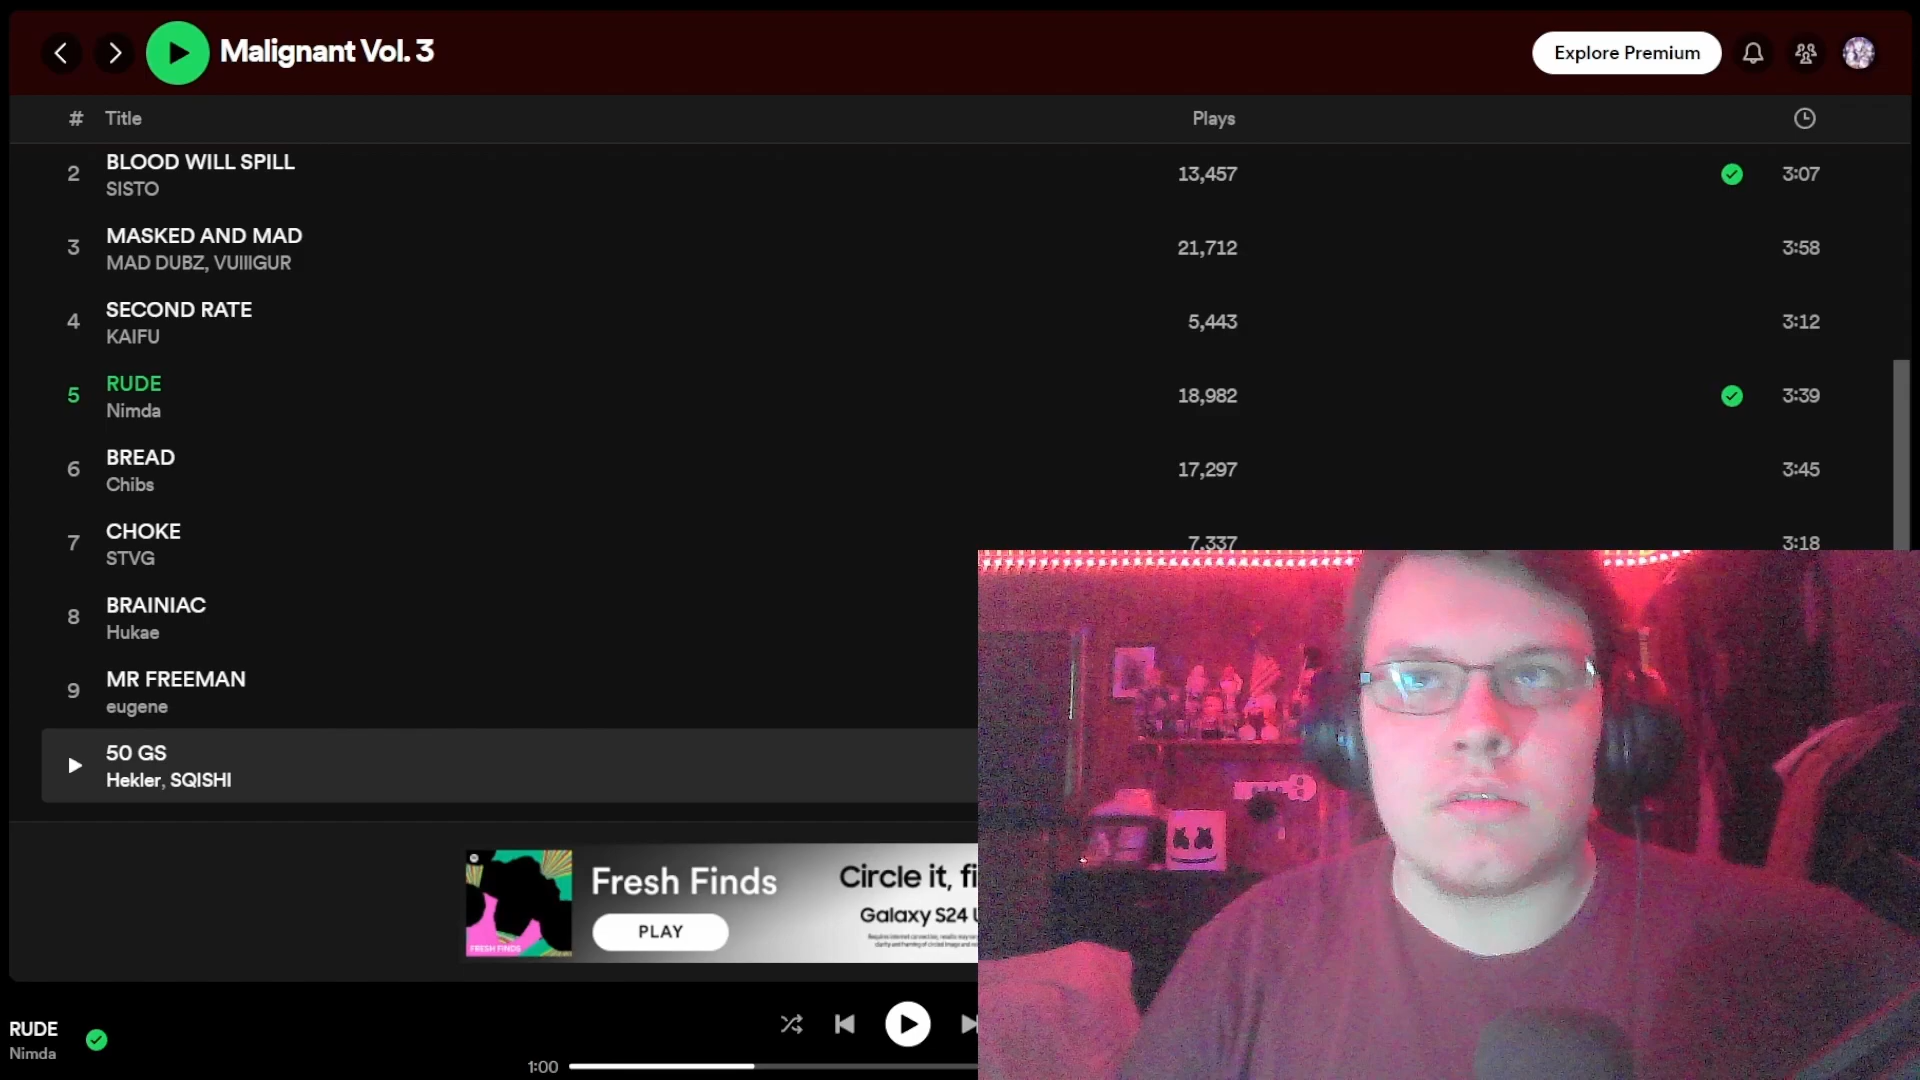 Malignant Vol. 3
Explore Premium
# Title Plays
2 BLOOD WILL SPILL 13,457 3:07
SISTO
3 MASKED AND MAD 21,712 3:58
MAD DUBZ, VUIIIGUR
4 SECOND RATE 5,443 3:12
KAIFU
5 RUDE 18,982 3:39
Nimda
6 BREAD 17,297 3:45
Chibs
7 CHOKE 7,337 3:18
STVG
8 BRAINIAC
Hukae
9 MR FREEMAN
eugene
50 GS
Hekler, SQISHI
FRESH FINDS
Fresh Finds
PLAY
Circle it, fi
Galaxy S24 U
RUDE
Nimda
1:00